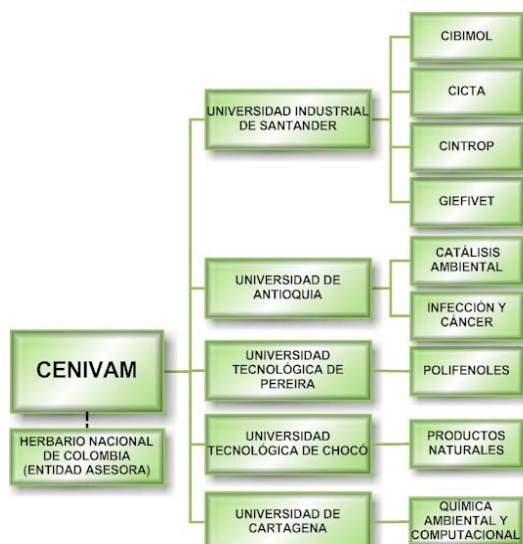 CIBIMOL
UNIVERSIDAD INDUSTRIAL
DE SANTANDER
CICTA
CINTROP
GIEFIVET
UNIVERSIDAD DE
ANTIOQUIA
CATÁLISIS
AMBIENTAL
INFECCIÓN Y
CÁNCER
CENIVAM
HERBARIO NACIONAL
DE COLOMBIA
(ENTIDAD ASESORA)
UNIVERSIDAD
TECNOLÓGICA DE
PEREIRA
POLIFENOLES
UNIVERSIDAD
TECNOLÓGICA DE CHOCÓ
PRODUCTOS
NATURALES
UNIVERSIDAD DE
CARTAGENA
QUÍMICA
AMBIENTAL Y
COMPUTACIONAL